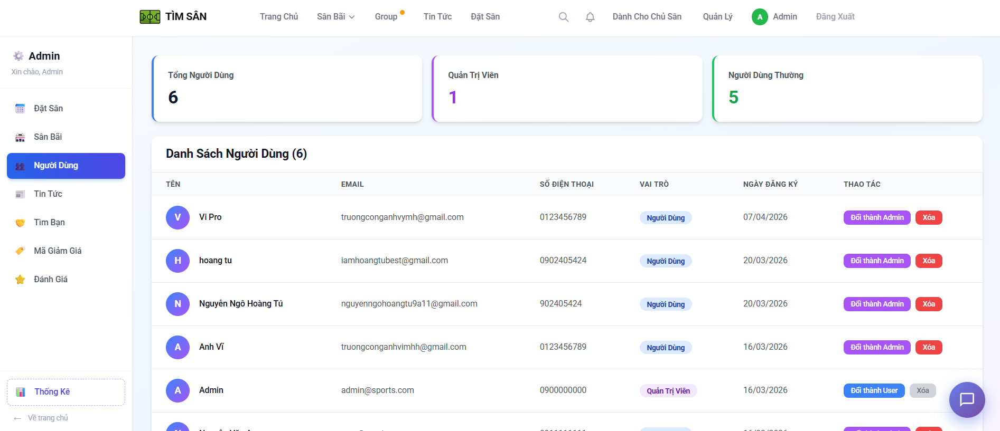 TÌM SÂN
Trang Chủ
Sân Bãi
Group
Tin Tức
Đặt Sân
Dành Cho Chủ Sân
Quản Lý
A
Admin
Đăng Xuất
Admin
Xin chào, Admin
Đặt Sân
Sân Bãi
Người Dùng
Tin Tức
Tìm Bạn
Mã Giảm Giá
Đánh Giá
Thống Kê
← Về trang chủ
Tổng Người Dùng
6
Quản Trị Viên
1
Người Dùng Thường
5
Danh Sách Người Dùng (6)
TÊN EMAIL SỐ ĐIỆN THOẠI VAI TRÒ NGÀY ĐĂNG KÝ THAO TÁC
V Vi Pro truongconganhvymh@gmail.com 0123456789 Người Dùng 07/04/2026 Đổi thành Admin Xóa
H hoang tu iamhoangtubest@gmail.com 0902405424 Người Dùng 20/03/2026 Đổi thành Admin Xóa
N Nguyễn Ngô Hoàng Tú nguyenngohoangtu9a11@gmail.com 902405424 Người Dùng 20/03/2026 Đổi thành Admin Xóa
A Anh Vĩ truongconganhvimhh@gmail.com 0123456789 Người Dùng 16/03/2026 Đổi thành Admin Xóa
A Admin admin@sports.com 0900000000 Quản Trị Viên 16/03/2026 Đổi thành User Xóa